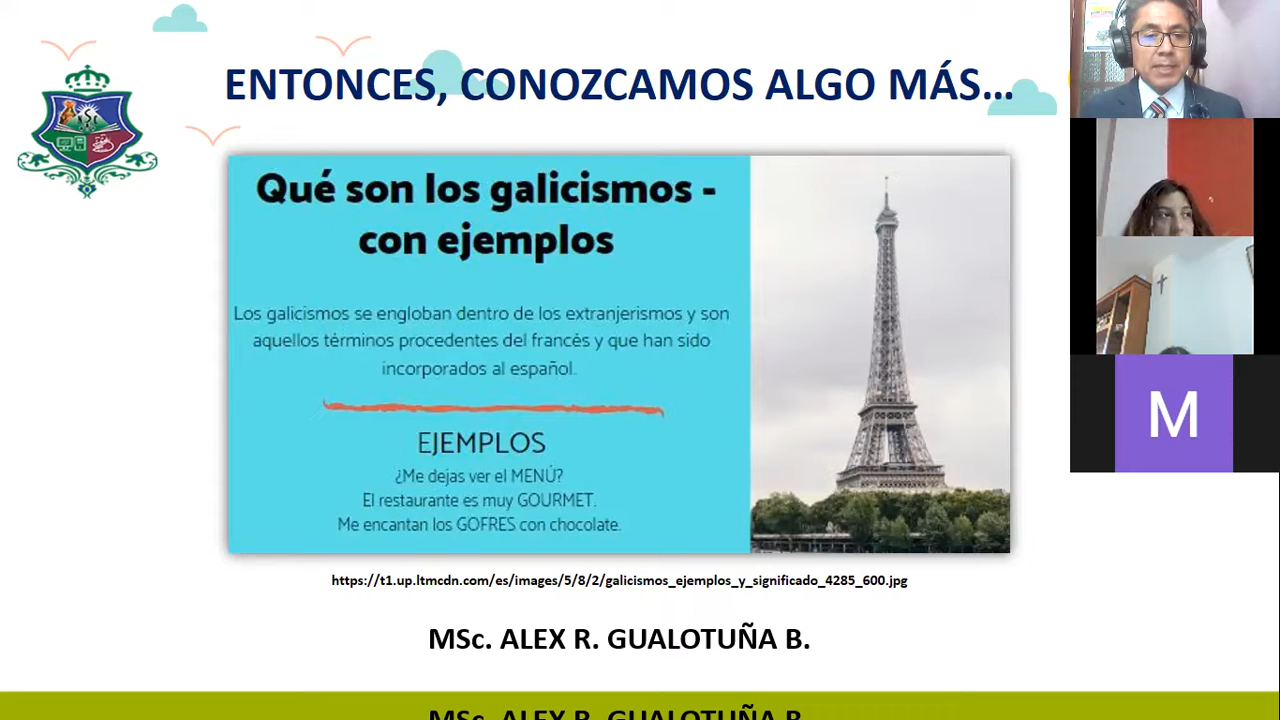 ENTONCES, CONOZCAMOS ALGO MÁS...
Qué son los galicismos -
con ejemplos
Los galicismos se engloban dentro de los extranjerismos y son
aquellos términos procedentes del francés y que han sido
incorporados al español.
EJEMPLOS
¿Me dejas ver el MENÚ?
El restaurante es muy GOURMET.
Me encantan los GOFRES con chocolate.
https://t1.up.ltmcdn.com/es/images/5/8/2/galicismos_ejemplos_y_significado_4285_600.jpg
MSc. ALEX R. GUALOTUÑA B.
MSc. ALEX R. GUALOTUÑA B.
M